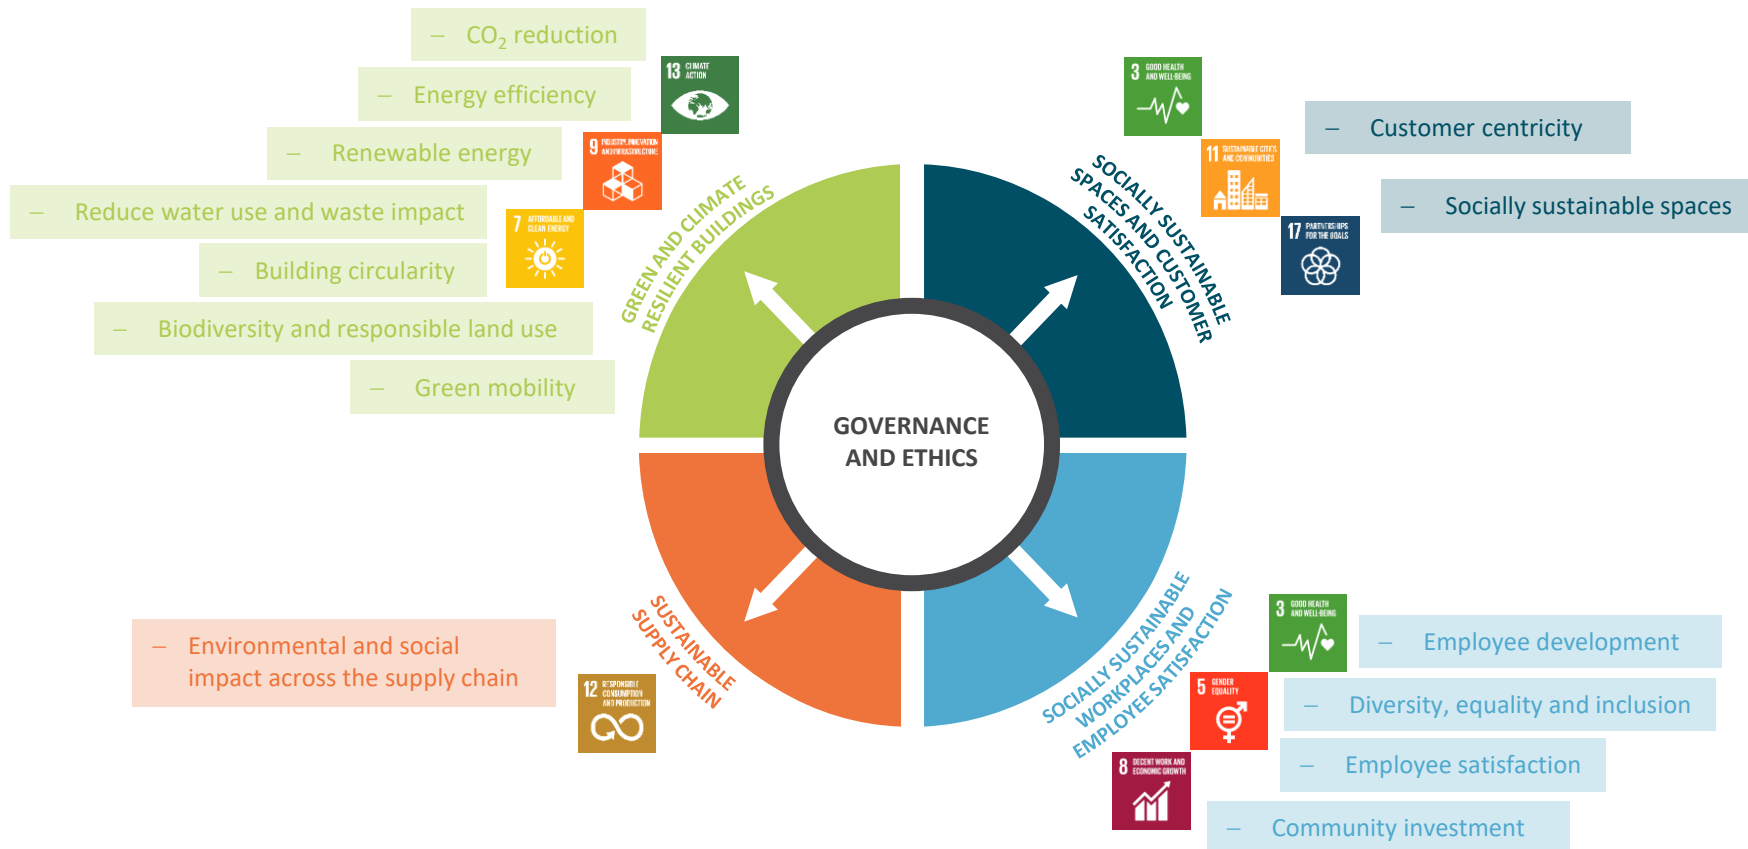 – CO₂ reduction
– Energy efficiency
– Renewable energy
– Reduce water use and waste impact
– Building circularity
– Biodiversity and responsible land use
– Green mobility
13 CLIMATE
ACTION
9 INDUSTRY, INNOVATION
AND INFRASTRUCTURE
7 AFFORDABLE AND
CLEAN ENERGY
GREEN AND CLIMATE
RESILIENT BUILDINGS
3 GOOD HEALTH
AND WELL-BEING
11 SUSTAINABLE CITIES
AND COMMUNITIES
17 PARTNERSHIPS
FOR THE GOALS
SOCIALLY SUSTAINABLE
SPACES AND CUSTOMER
SATISFACTION
– Customer centricity
– Socially sustainable spaces
GOVERNANCE
AND ETHICS
– Environmental and social
impact across the supply chain
12 RESPONSIBLE
CONSUMPTION
AND PRODUCTION
SUSTAINABLE
SUPPLY CHAIN
SOCIALLY SUSTAINABLE
WORKPLACES AND
EMPLOYEE SATISFACTION
3 GOOD HEALTH
AND WELL-BEING
5 GENDER
EQUALITY
8 DECENT WORK AND
ECONOMIC GROWTH
– Employee development
– Diversity, equality and inclusion
– Employee satisfaction
– Community investment